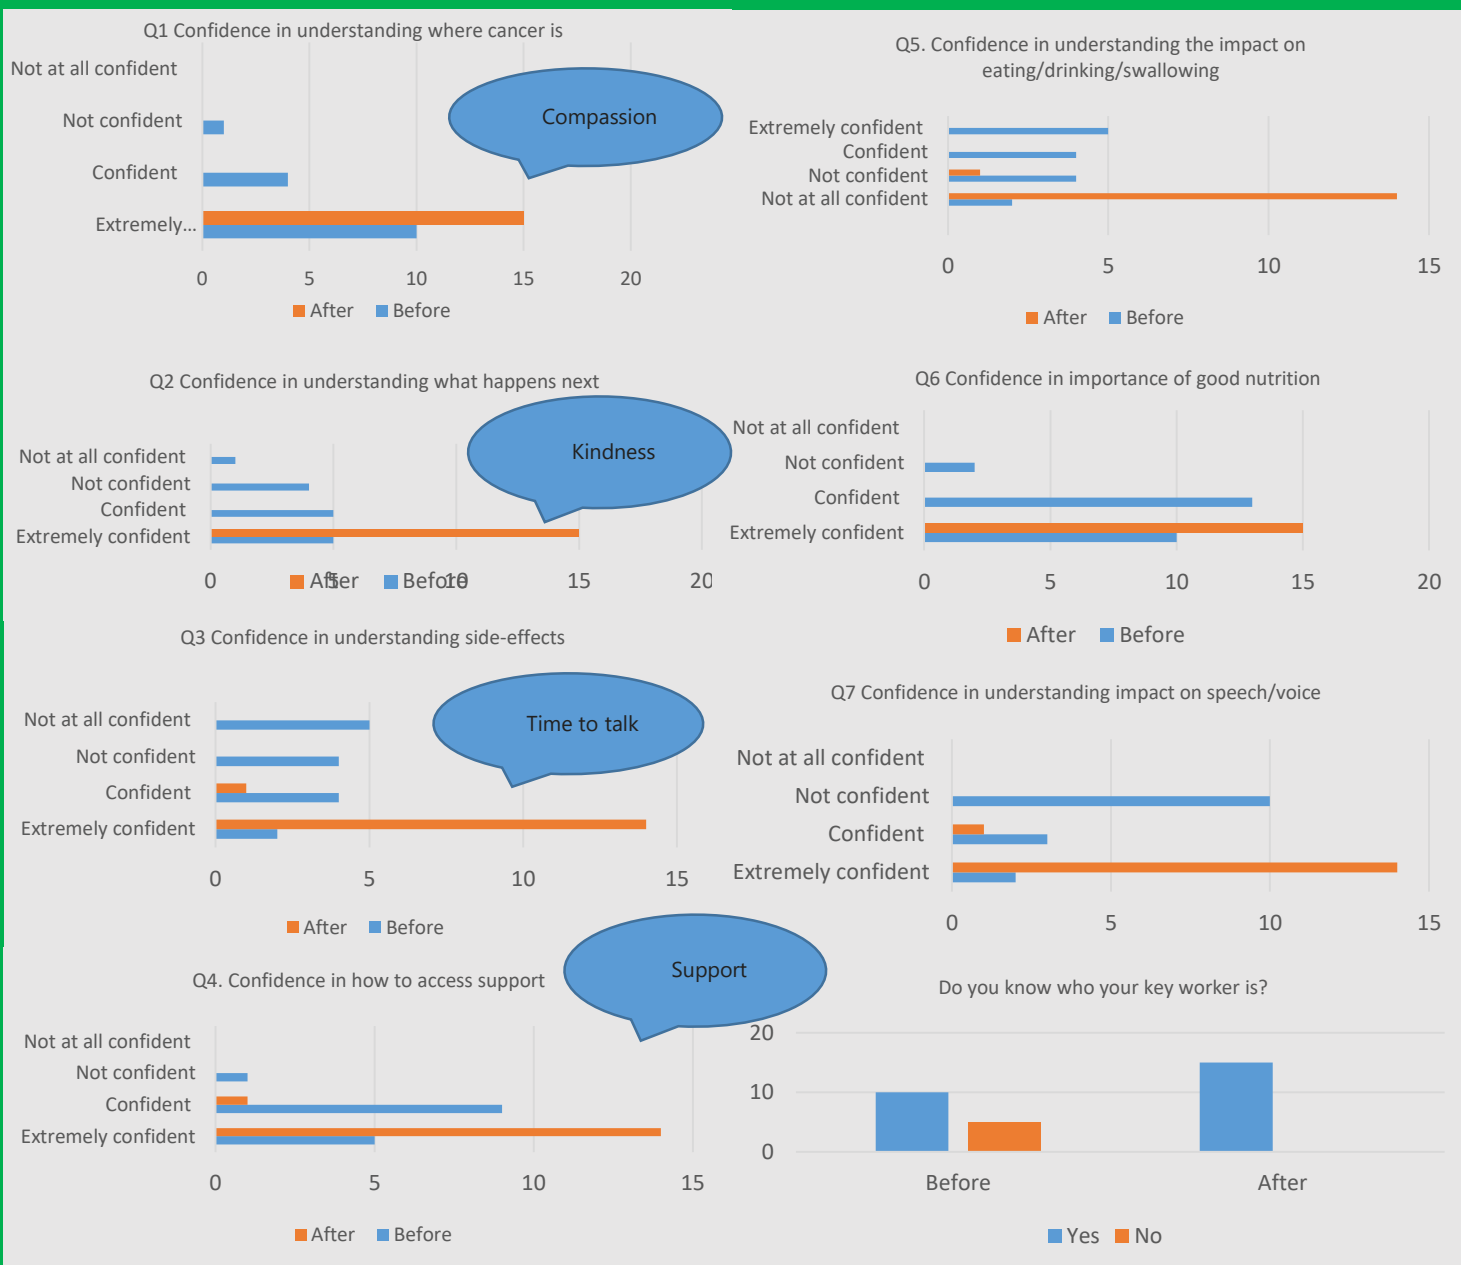 Q1 Confidence in understanding where cancer is
Not at all confident
Not confident
Confident
Extremely...
0 5 10 15 20
After Before
Compassion
Q2 Confidence in understanding what happens next
Not at all confident
Not confident
Confident
Extremely confident
0 5 10 15 20
After Before
Kindness
Q3 Confidence in understanding side-effects
Not at all confident
Not confident
Confident
Extremely confident
0 5 10 15
After Before
Time to talk
Q4. Confidence in how to access support
Not at all confident
Not confident
Confident
Extremely confident
0 5 10 15
After Before
Support
Q5. Confidence in understanding the impact on
eating/drinking/swallowing
Extremely confident
Confident
Not confident
Not at all confident
0 5 10 15
After Before
Q6 Confidence in importance of good nutrition
Not at all confident
Not confident
Confident
Extremely confident
0 5 10 15 20
After Before
Q7 Confidence in understanding impact on speech/voice
Not at all confident
Not confident
Confident
Extremely confident
0 5 10 15
Do you know who your key worker is?
20
10
0
Before After
Yes No